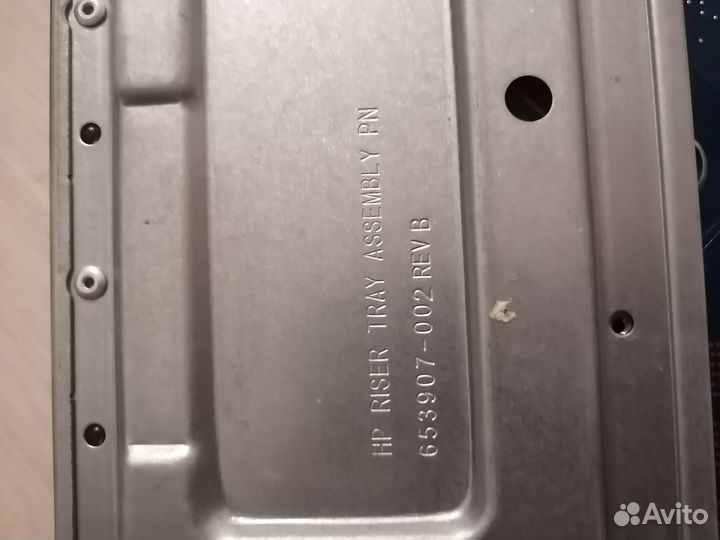 HP RISER TRAY ASSEMBLY PN
653907-002 REV B
Avito